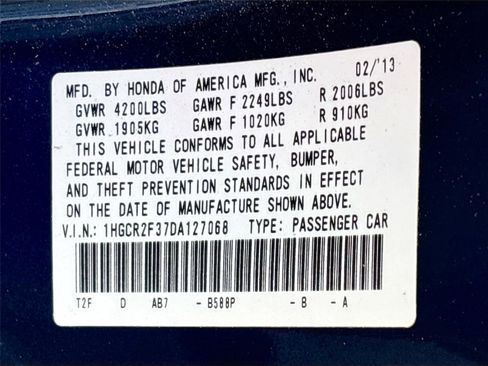 MFD. BY HONDA OF AMERICA MFG., INC. 02/'13
GVWR 4200LBS GAWR F 2249LBS R 2006LBS
GVWR 1905KG GAWR F 1020KG R 910KG
THIS VEHICLE CONFORMS TO ALL APPLICABLE
FEDERAL MOTOR VEHICLE SAFETY, BUMPER,
AND THEFT PREVENTION STANDARDS IN EFFECT
ON THE DATE OF MANUFACTURE SHOWN ABOVE.
V.I.N.: 1HGCR2F37DA127068 TYPE: PASSENGER CAR
T2F D AB7 - B588P - B - A